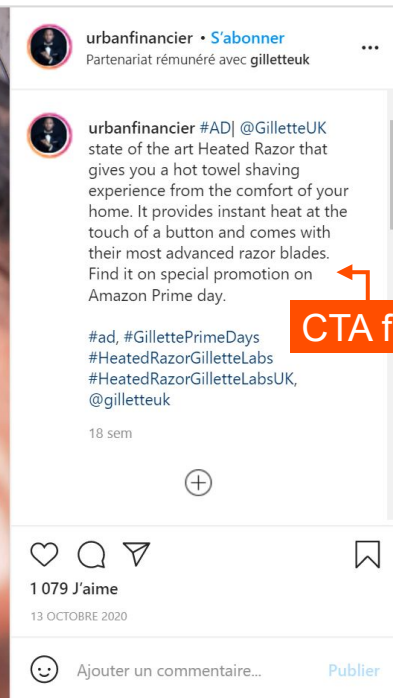 urbanfinancier • S'abonner
Partenariat rémunéré avec gilletteuk
urbanfinancier #AD| @GilletteUK
state of the art Heated Razor that
gives you a hot towel shaving
experience from the comfort of your
home. It provides instant heat at the
touch of a button and comes with
their most advanced razor blades.
Find it on special promotion on
Amazon Prime day.
CTA f
#ad, #GillettePrimeDays
#HeatedRazorGilletteLabs
#HeatedRazorGilletteLabsUK,
@gilletteuk
18 sem
1 079 J'aime
13 OCTOBRE 2020
Ajouter un commentaire... Publier